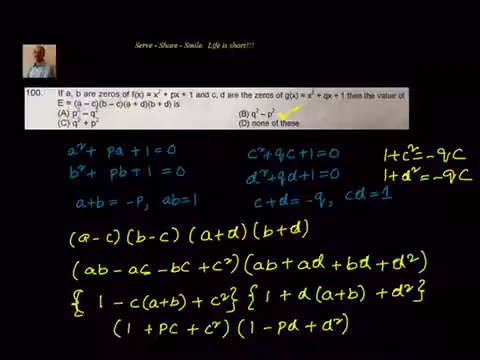 Serve - Share - Smile. Life is short!!!
100. If a, b are zeros of f(x) = x² + px + 1 and c, d are the zeros of g(x) = x² + qx + 1 then the value of
E = (a – c)(b – c)(a + d)(b + d) is
(A) p² – q² (B) q² – p²
(C) q² + p² (D) none of these
a² + pa + 1 = 0 c² + qc + 1 = 0 1 + c² = -qc
b² + pb + 1 = 0 d² + qd + 1 = 0 1 + d² = -qc
a + b = -p, ab = 1 c + d = -q, cd = 1
(a - c) (b - c) (a + d) (b + d)
(ab - ac - bc + c²) (ab + ad + bd + d²)
{ 1 - c(a + b) + c² } { 1 + d (a + b) + d² }
(1 + pc + c²) (1 - pd + d²)